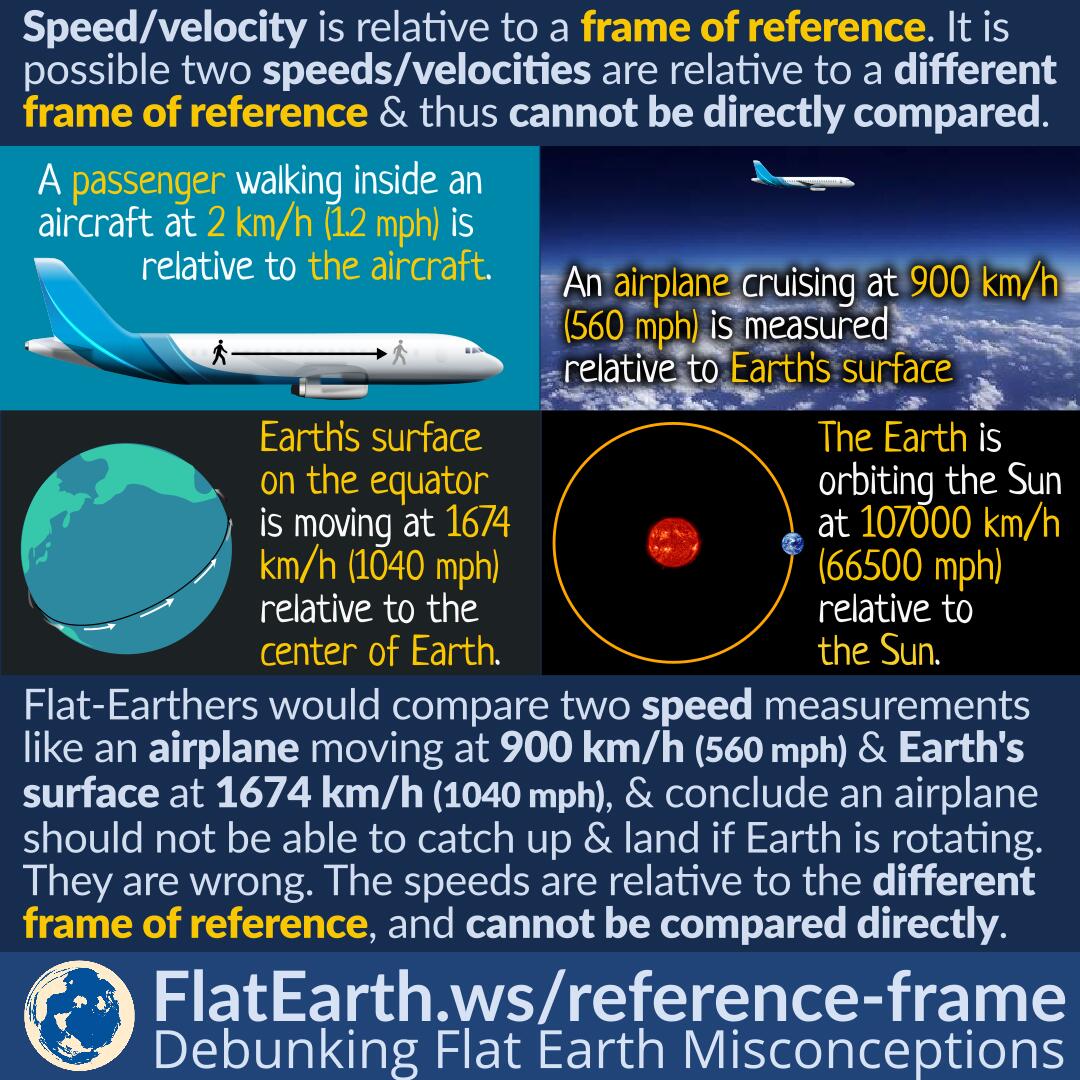 Speed/velocity is relative to a frame of reference. It is
possible two speeds/velocities are relative to a different
frame of reference & thus cannot be directly compared.
A passenger walking inside an
aircraft at 2 km/h (1.2 mph) is
relative to the aircraft.
An airplane cruising at 900 km/h
(560 mph) is measured
relative to Earth's surface
Earth's surface
on the equator
is moving at 1674
km/h (1040 mph)
relative to the
center of Earth.
The Earth is
orbiting the Sun
at 107000 km/h
(66500 mph)
relative to
the Sun.
Flat-Earthers would compare two speed measurements
like an airplane moving at 900 km/h (560 mph) & Earth's
surface at 1674 km/h (1040 mph), & conclude an airplane
should not be able to catch up & land if Earth is rotating.
They are wrong. The speeds are relative to the different
frame of reference, and cannot be compared directly.
FlatEarth.ws/reference-frame
Debunking Flat Earth Misconceptions